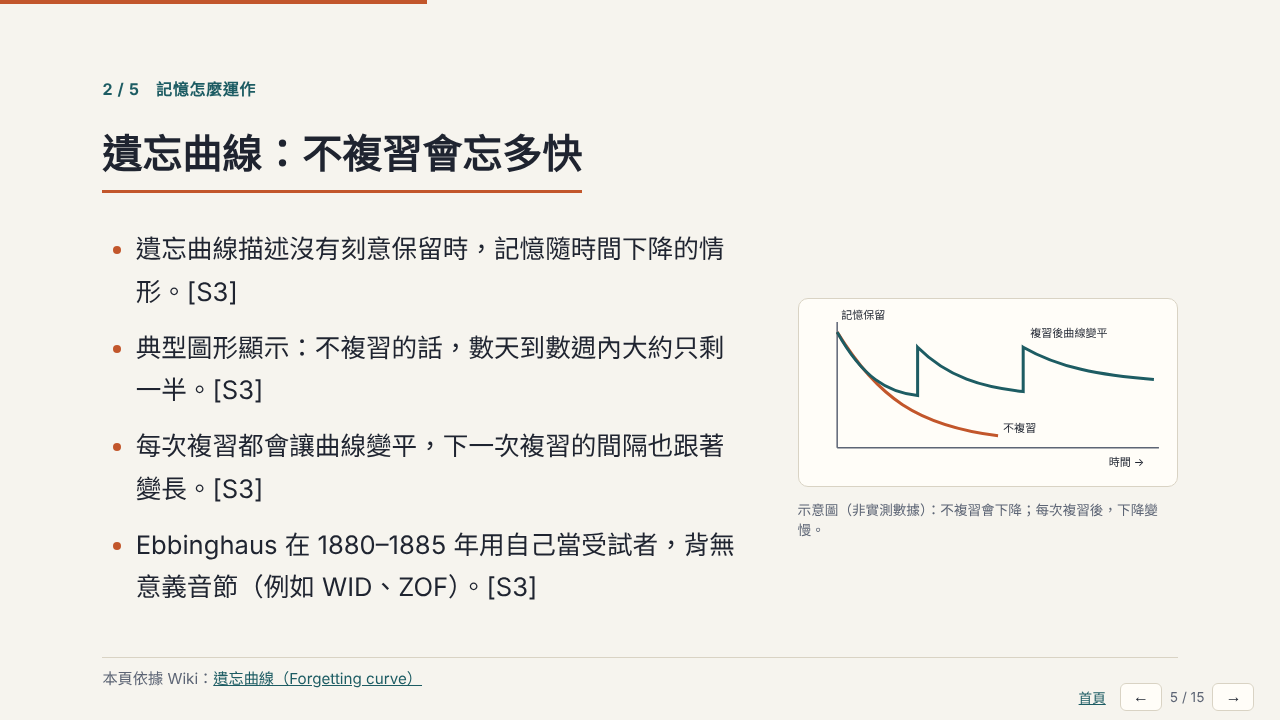 2 / 5 記憶怎麼運作
遺忘曲線：不複習會忘多快
遺忘曲線描述沒有刻意保留時，記憶隨時間下降的情
形。[S3]
典型圖形顯示：不複習的話，數天到數週內大約只剩
一半。[S3]
每次複習都會讓曲線變平，下一次複習的間隔也跟著
變長。[S3]
Ebbinghaus 在 1880–1885 年用自己當受試者，背無
意義音節（例如 WID、ZOF）。[S3]
記憶保留
複習後曲線變平
不複習
時間 →
示意圖（非實測數據）：不複習會下降；每次複習後，下降變
慢。
本頁依據 Wiki：遺忘曲線（Forgetting curve）
首頁 ← 5 / 15 →